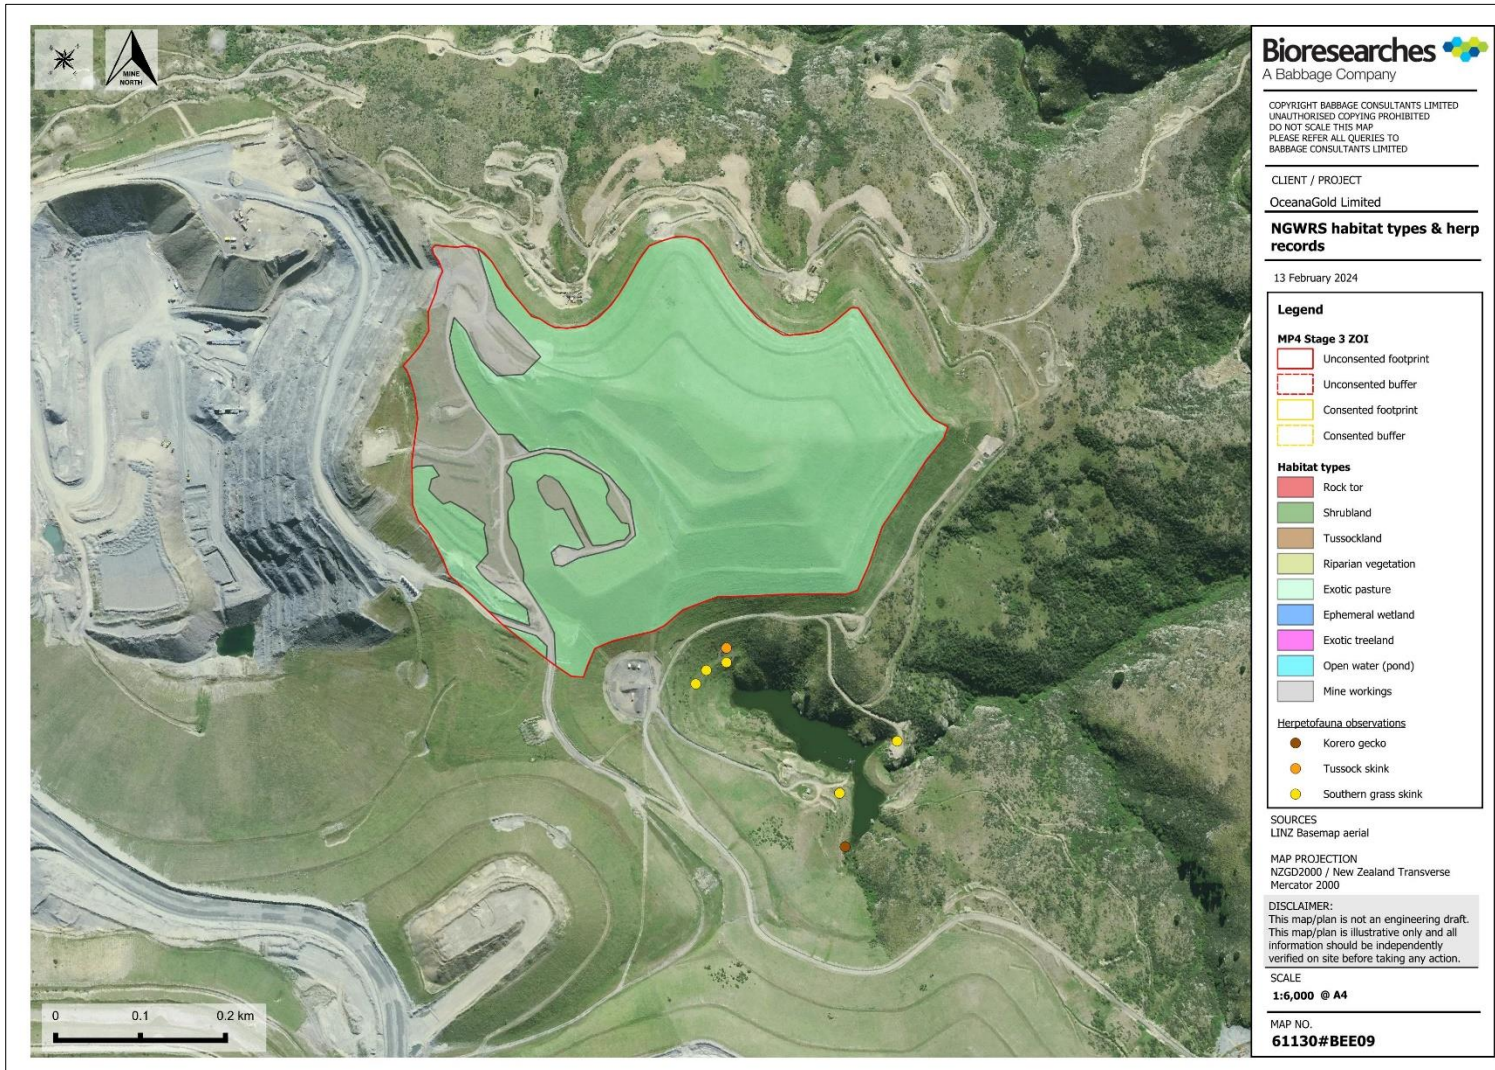 MINE
NORTH
Bioresearches
A Babbage Company
COPYRIGHT BABBAGE CONSULTANTS LIMITED
UNAUTHORISED COPYING PROHIBITED
DO NOT SCALE THIS MAP
PLEASE REFER ALL QUERIES TO
BABBAGE CONSULTANTS LIMITED
CLIENT / PROJECT
OceanaGold Limited
NGWRS habitat types & herp
records
13 February 2024
Legend
MP4 Stage 3 ZOI
Unconsented footprint
Unconsented buffer
Consented footprint
Consented buffer
Habitat types
Rock tor
Shrubland
Tussockland
Riparian vegetation
Exotic pasture
Ephemeral wetland
Exotic treeland
Open water (pond)
Mine workings
Herpetofauna observations
Korero gecko
Tussock skink
Southern grass skink
SOURCES
LINZ Basemap aerial
MAP PROJECTION
NZGD2000 / New Zealand Transverse
Mercator 2000
DISCLAIMER:
This map/plan is not an engineering draft.
This map/plan is illustrative only and all
information should be independently
verified on site before taking any action.
SCALE
1:6,000 @ A4
MAP NO.
61130#BEE09
0 0.1 0.2 km